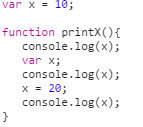 var x = 10;
function printX(){
console.log(x);
var x;
console.log(x);
x = 20;
console.log(x);
}